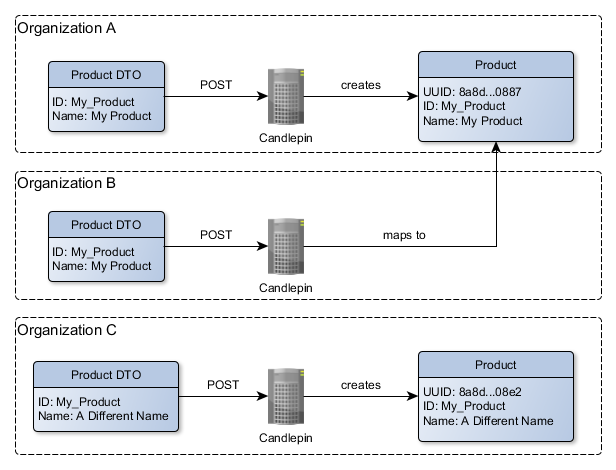 Organization A
Product DTO
ID: My_Product
Name: My Product
POST
Candlepin
creates
Product
UUID: 8a8d...0887
ID: My_Product
Name: My Product
Organization B
Product DTO
ID: My_Product
Name: My Product
POST
Candlepin
maps to
Organization C
Product DTO
ID: My_Product
Name: A Different Name
POST
Candlepin
creates
Product
UUID: 8a8d...08e2
ID: My_Product
Name: A Different Name